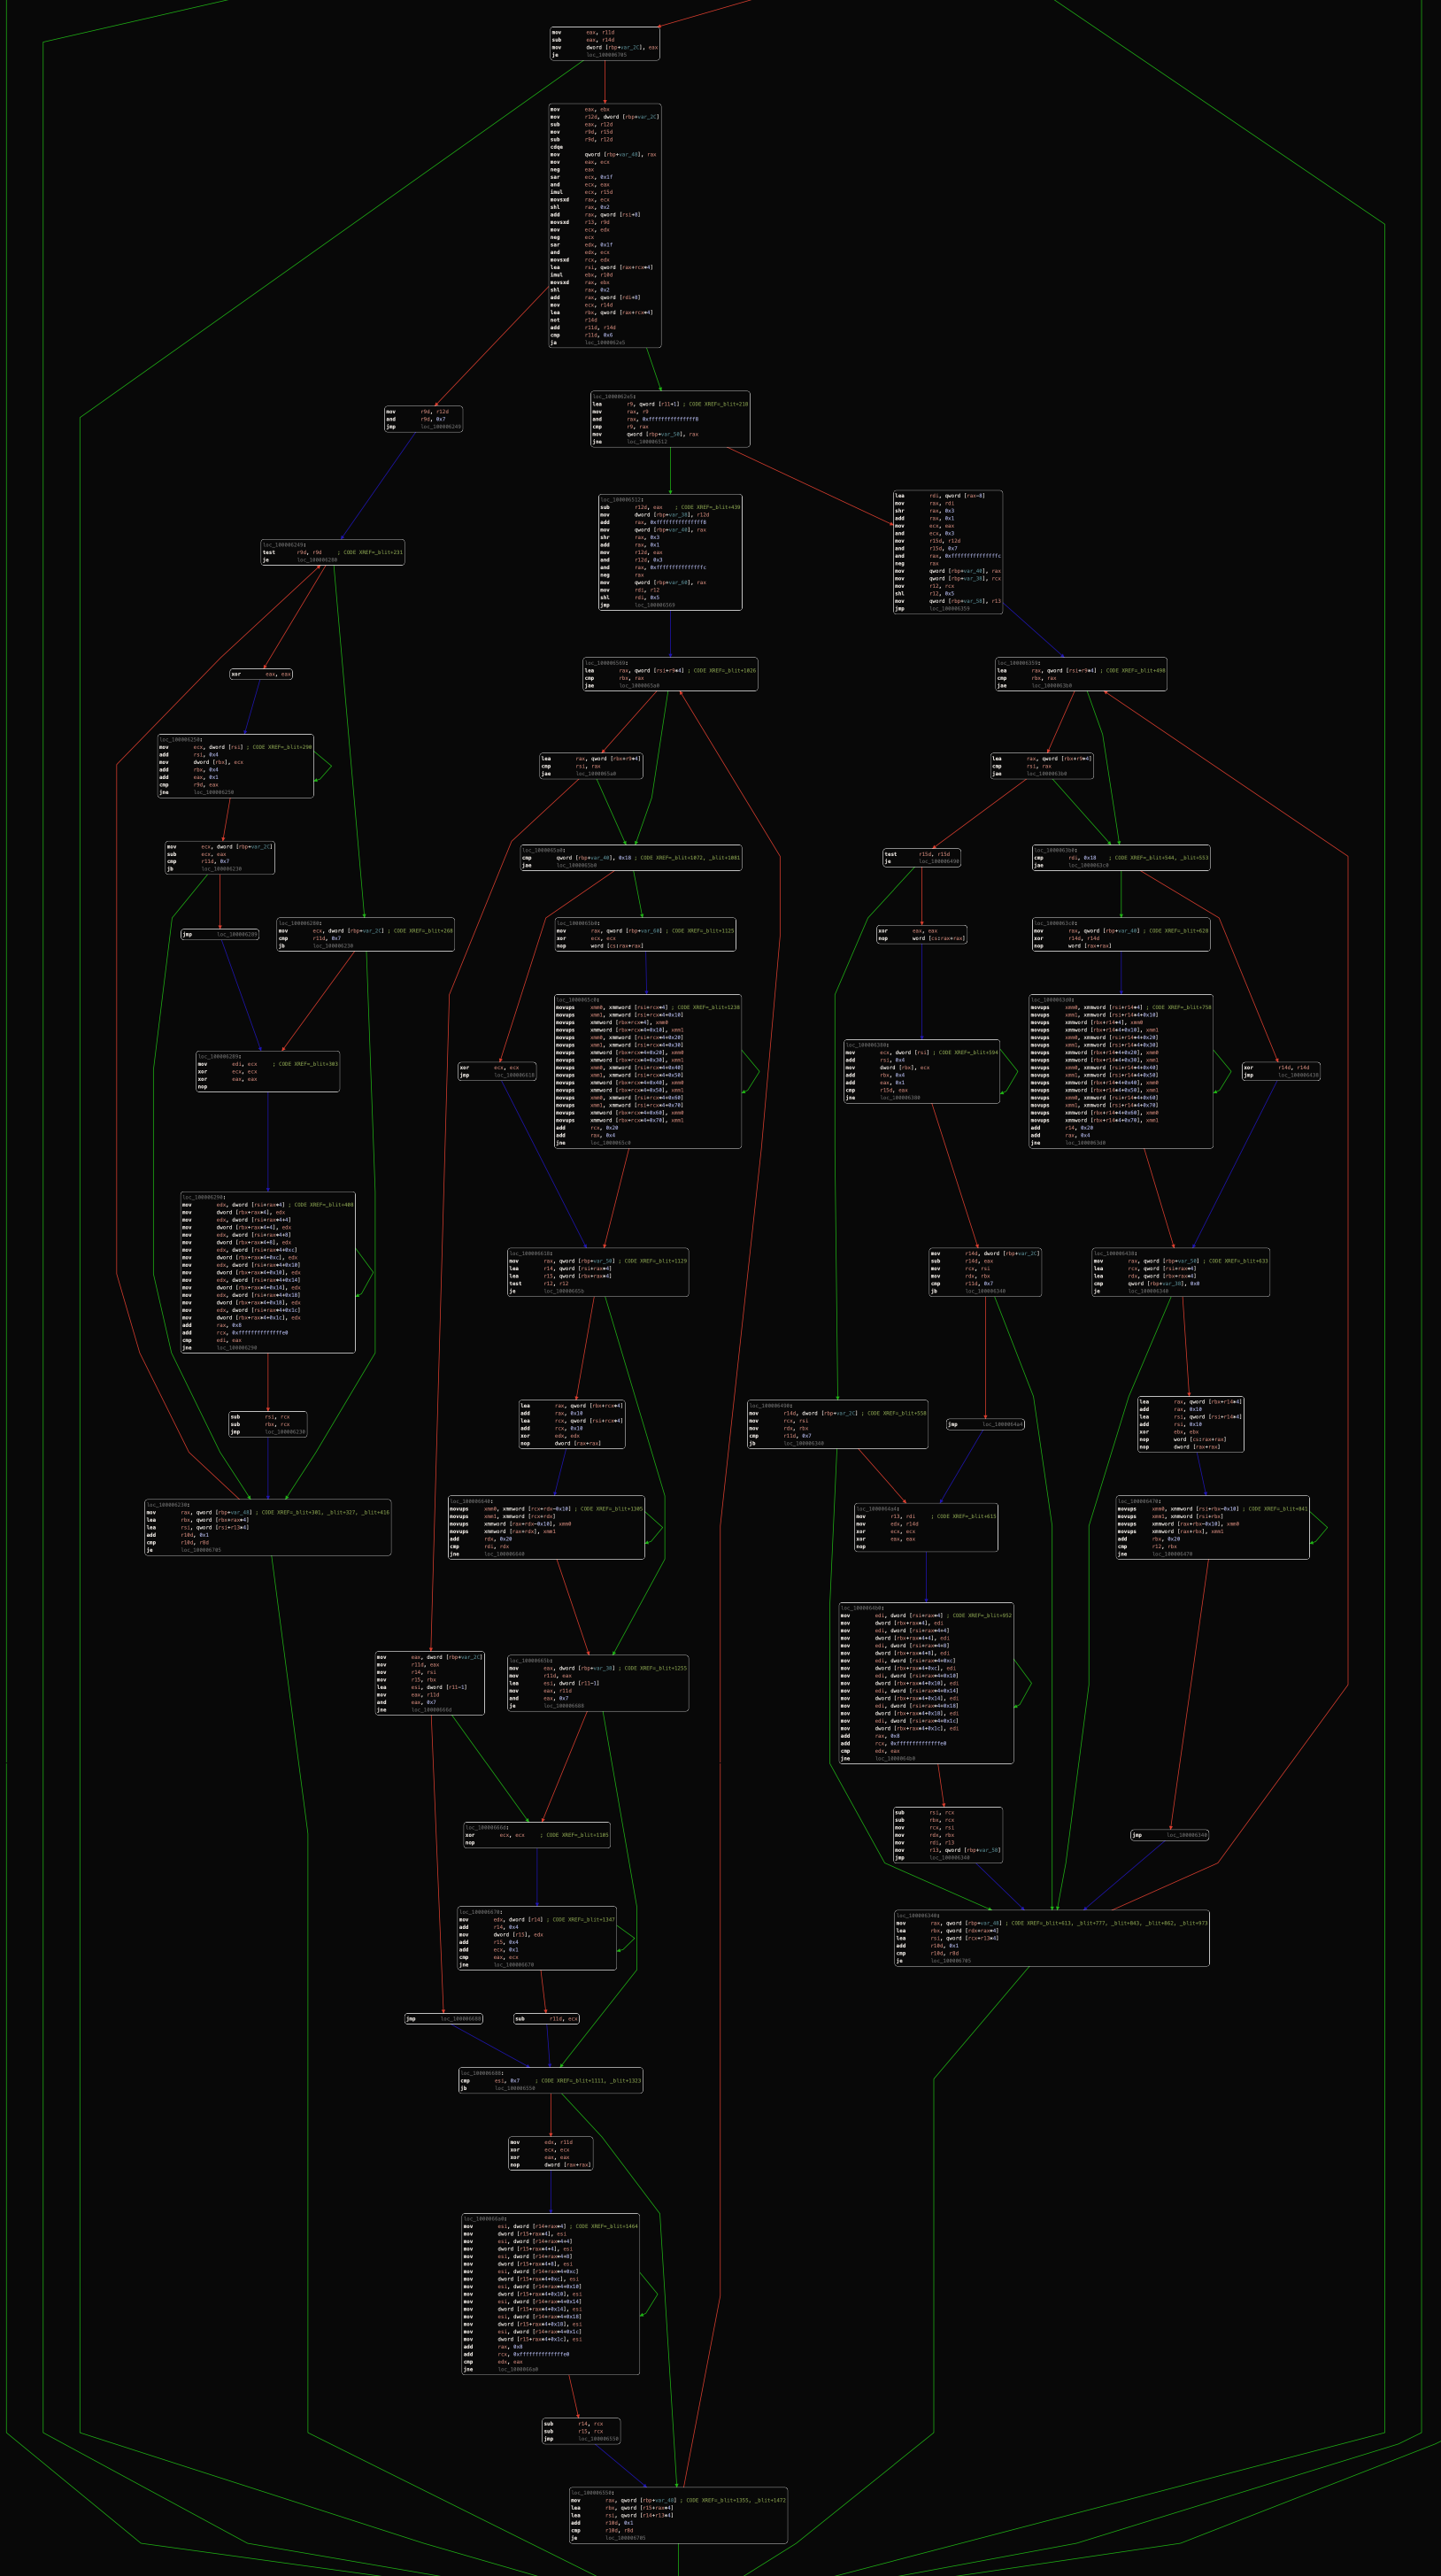 mov eax, r11d
sub eax, r14d
mov dword [rbp+var_2C], eax
je loc_100006705
mov eax, ebx
mov r12d, dword [rbp+var_2C]
sub eax, r12d
mov r9d, r15d
sub r9d, r12d
cdqe
mov qword [rbp+var_48], rax
mov eax, ecx
neg eax
sar ecx, 0x1f
and ecx, eax
imul ecx, r15d
movsxd rax, ecx
shl rax, 0x2
add rax, qword [rsi+8]
movsxd r13, r9d
mov ecx, edx
neg ecx
sar edx, 0x1f
and edx, ecx
movsxd rcx, edx
lea rsi, qword [rax+rcx*4]
imul ebx, r10d
movsxd rax, ebx
shl rax, 0x2
add rax, qword [rdi+8]
mov ecx, r14d
lea rbx, qword [rax+rcx*4]
not r14d
add r11d, r14d
cmp r11d, 0x6
ja loc_1000062e5
mov r9d, r12d
and r9d, 0x7
jmp loc_100006249
loc_1000062e5:
lea r9, qword [r11+1] ; CODE XREF=_blit+210
mov rax, r9
and rax, 0xfffffffffffffff8
cmp r9, rax
mov qword [rbp+var_50], rax
jne loc_100006512
loc_100006512:
sub r12d, eax ; CODE XREF=_blit+439
mov dword [rbp+var_38], r12d
add rax, 0xfffffffffffffff8
mov qword [rbp+var_40], rax
shr rax, 0x3
add rax, 0x1
mov r12d, eax
and r12d, 0x3
and rax, 0xfffffffffffffffc
neg rax
mov qword [rbp+var_60], rax
mov rdi, r12
shl rdi, 0x5
jmp loc_100006569
lea rdi, qword [rax-8]
mov rax, rdi
shr rax, 0x3
add rax, 0x1
mov ecx, eax
and ecx, 0x3
mov r15d, r12d
and r15d, 0x7
and rax, 0xfffffffffffffffc
neg rax
mov qword [rbp+var_40], rax
mov qword [rbp+var_38], rcx
mov r12, rcx
shl r12, 0x5
mov qword [rbp+var_58], r13
jmp loc_100006359
loc_100006249:
test r9d, r9d ; CODE XREF=_blit+231
je loc_100006280
xor eax, eax
loc_100006569:
lea rax, qword [rsi+r9*4] ; CODE XREF=_blit+1026
cmp rbx, rax
jae loc_1000065a0
loc_100006359:
lea rax, qword [rsi+r9*4] ; CODE XREF=_blit+498
cmp rbx, rax
jae loc_1000063b0
loc_100006250:
mov ecx, dword [rsi] ; CODE XREF=_blit+290
add rsi, 0x4
mov dword [rbx], ecx
add rbx, 0x4
add eax, 0x1
cmp r9d, eax
jne loc_100006250
lea rax, qword [rbx+r9*4]
cmp rsi, rax
jae loc_1000065a0
lea rax, qword [rbx+r9*4]
cmp rsi, rax
jae loc_1000063b0
mov ecx, dword [rbp+var_2C]
sub ecx, eax
cmp r11d, 0x7
jb loc_100006230
loc_1000065a0:
cmp qword [rbp+var_40], 0x18 ; CODE XREF=_blit+1072, _blit+1081
jae loc_1000065b0
test r15d, r15d
je loc_100006490
loc_1000063b0:
cmp rdi, 0x18 ; CODE XREF=_blit+544, _blit+553
jae loc_1000063c0
jmp loc_100006289
loc_100006280:
mov ecx, dword [rbp+var_2C] ; CODE XREF=_blit+268
cmp r11d, 0x7
jb loc_100006230
loc_1000065b0:
mov rax, qword [rbp+var_60] ; CODE XREF=_blit+1125
xor ecx, ecx
nop word [cs:rax+rax]
xor eax, eax
nop word [cs:rax+rax]
loc_1000063c0:
mov rax, qword [rbp+var_40] ; CODE XREF=_blit+628
xor r14d, r14d
nop word [rax+rax]
loc_1000065c0:
movups xmm0, xmmword [rsi+rcx*4] ; CODE XREF=_blit+1238
movups xmm1, xmmword [rsi+rcx*4+0x10]
movups xmmword [rbx+rcx*4], xmm0
movups xmmword [rbx+rcx*4+0x10], xmm1
movups xmm0, xmmword [rsi+rcx*4+0x20]
movups xmm1, xmmword [rsi+rcx*4+0x30]
movups xmmword [rbx+rcx*4+0x20], xmm0
movups xmmword [rbx+rcx*4+0x30], xmm1
movups xmm0, xmmword [rsi+rcx*4+0x40]
movups xmm1, xmmword [rsi+rcx*4+0x50]
movups xmmword [rbx+rcx*4+0x40], xmm0
movups xmmword [rbx+rcx*4+0x50], xmm1
movups xmm0, xmmword [rsi+rcx*4+0x60]
movups xmm1, xmmword [rsi+rcx*4+0x70]
movups xmmword [rbx+rcx*4+0x60], xmm0
movups xmmword [rbx+rcx*4+0x70], xmm1
add rcx, 0x20
add rax, 0x4
jne loc_1000065c0
loc_1000063d0:
movups xmm0, xmmword [rsi+r14*4] ; CODE XREF=_blit+750
movups xmm1, xmmword [rsi+r14*4+0x10]
movups xmmword [rbx+r14*4], xmm0
movups xmmword [rbx+r14*4+0x10], xmm1
movups xmm0, xmmword [rsi+r14*4+0x20]
movups xmm1, xmmword [rsi+r14*4+0x30]
movups xmmword [rbx+r14*4+0x20], xmm0
movups xmmword [rbx+r14*4+0x30], xmm1
movups xmm0, xmmword [rsi+r14*4+0x40]
movups xmm1, xmmword [rsi+r14*4+0x50]
movups xmmword [rbx+r14*4+0x40], xmm0
movups xmmword [rbx+r14*4+0x50], xmm1
movups xmm0, xmmword [rsi+r14*4+0x60]
movups xmm1, xmmword [rsi+r14*4+0x70]
movups xmmword [rbx+r14*4+0x60], xmm0
movups xmmword [rbx+r14*4+0x70], xmm1
add r14, 0x20
add rax, 0x4
jne loc_1000063d0
loc_100006289:
mov edi, ecx ; CODE XREF=_blit+303
xor ecx, ecx
xor eax, eax
nop
xor ecx, ecx
jmp loc_100006610
loc_100006380:
mov ecx, dword [rsi] ; CODE XREF=_blit+594
add rsi, 0x4
mov dword [rbx], ecx
add rbx, 0x4
add eax, 0x1
cmp r15d, eax
jne loc_100006380
xor r14d, r14d
jmp loc_100006430
loc_100006290:
mov edx, dword [rsi+rax*4] ; CODE XREF=_blit+408
mov dword [rbx+rax*4], edx
mov edx, dword [rsi+rax*4+4]
mov dword [rbx+rax*4+4], edx
mov edx, dword [rsi+rax*4+8]
mov dword [rbx+rax*4+8], edx
mov edx, dword [rsi+rax*4+0xc]
mov dword [rbx+rax*4+0xc], edx
mov edx, dword [rsi+rax*4+0x10]
mov dword [rbx+rax*4+0x10], edx
mov edx, dword [rsi+rax*4+0x14]
mov dword [rbx+rax*4+0x14], edx
mov edx, dword [rsi+rax*4+0x18]
mov dword [rbx+rax*4+0x18], edx
mov edx, dword [rsi+rax*4+0x1c]
mov dword [rbx+rax*4+0x1c], edx
add rax, 0x8
add rcx, 0xffffffffffffffe0
cmp edi, eax
jne loc_100006290
loc_100006610:
mov rax, qword [rbp+var_50] ; CODE XREF=_blit+1129
lea r14, qword [rsi+rax*4]
lea r15, qword [rbx+rax*4]
test r12, r12
je
mov r14d, dword [rbp+var_2C]
sub r14d, eax
mov rcx, rsi
mov rdx, rbx
cmp r11d, 0x7
jb loc_100006340
loc_100006430:
mov rax, qword [rbp+var_50] ; CODE XREF=_blit+633
lea rcx, qword [rsi+rax*4]
lea rdx, qword [rbx+rax*4]
cmp qword [rbp+var_38], 0x0
je loc_100006340
sub rsi, rcx
sub rbx, rcx
jmp loc_100006230
lea rax, qword [rbx+rcx*4]
add rax, 0x10
lea rcx, qword [rsi+rcx*4]
add rcx, 0x10
xor edx, edx
nop dword [rax+rax]
loc_100006490:
mov r14d, dword [rbp+var_2C] ; CODE XREF=_blit+558
mov rcx, rsi
mov rdx, rbx
cmp r11d, 0x7
jb loc_100006340
jmp loc_1000064a4
lea rax, qword [rbx+r14*4]
add rax, 0x10
lea rsi, qword [rsi+r14*4]
add rsi, 0x10
xor ebx, ebx
nop word [cs:rax+rax]
nop dword [rax+rax]
loc_100006230:
mov rax, qword [rbp+var_48] ; CODE XREF=_blit+301, _blit+327, _blit+416
lea rbx, qword [rbx+rax*4]
lea rsi, qword [rsi+r13*4]
add r10d, 0x1
cmp r10d, r8d
je loc_100006705
loc_100006640:
movups xmm0, xmmword [rcx+rdx-0x10] ; CODE XREF=_blit+1305
movups xmm1, xmmword [rcx+rdx]
movups xmmword [rax+rdx-0x10], xmm0
movups xmmword [rax+rdx], xmm1
add rdx, 0x20
cmp rdi, rdx
jne loc_100006640
loc_1000064a4:
mov r13, rdi ; CODE XREF=_blit+615
mov edx, r14d
xor ecx, ecx
xor eax, eax
nop
loc_100006470:
movups xmm0, xmmword [rsi+rbx-0x10] ; CODE XREF=_blit+841
movups xmm1, xmmword [rsi+rbx]
movups xmmword [rax+rbx-0x10], xmm0
movups xmmword [rax+rbx], xmm1
add rbx, 0x20
cmp r12, rbx
jne loc_100006470
loc_1000064b0:
mov edi, dword [rsi+rax*4] ; CODE XREF=_blit+952
mov dword [rbx+rax*4], edi
mov edi, dword [rsi+rax*4+4]
mov dword [rbx+rax*4+4], edi
mov edi, dword [rsi+rax*4+8]
mov dword [rbx+rax*4+8], edi
mov edi, dword [rsi+rax*4+0xc]
mov dword [rbx+rax*4+0xc], edi
mov edi, dword [rsi+rax*4+0x10]
mov dword [rbx+rax*4+0x10], edi
mov edi, dword [rsi+rax*4+0x14]
mov dword [rbx+rax*4+0x14], edi
mov edi, dword [rsi+rax*4+0x18]
mov dword [rbx+rax*4+0x18], edi
mov edi, dword [rsi+rax*4+0x1c]
mov dword [rbx+rax*4+0x1c], edi
add rax, 0x8
add rcx, 0xffffffffffffffe0
cmp edx, eax
jne loc_1000064b0
mov eax, dword [rbp+var_2C]
mov r11d, eax
mov r14, rsi
mov r15, rbx
lea esi, dword [r11-1]
mov eax, r11d
and eax, 0x7
jne loc_10000666d
mov eax, dword [rbp+var_38] ; CODE XREF=_blit+1255
mov r11d, eax
lea esi, dword [r11-1]
mov eax, r11d
and eax, 0x7
je loc_100006688
sub rsi, rcx
sub rbx, rcx
mov rcx, rsi
mov rdx, rbx
mov rdi, r13
mov r13, qword [rbp+var_58]
jmp loc_100006340
loc_10000666d:
xor ecx, ecx ; CODE XREF=_blit+1105
nop
jmp loc_100006340
loc_100006670:
mov edx, dword [r14] ; CODE XREF=_blit+1347
add r14, 0x4
mov dword [r15], edx
add r15, 0x4
add ecx, 0x1
cmp eax, ecx
jne loc_100006670
loc_100006340:
mov rax, qword [rbp+var_48] ; CODE XREF=_blit+613, _blit+777, _blit+843, _blit+882, _blit+973
lea rbx, qword [rdx+rax*4]
lea rsi, qword [rcx+r13*4]
add r10d, 0x1
cmp r10d, r8d
je loc_100006705
jmp loc_100006688
sub r11d, ecx
loc_100006688:
cmp esi, 0x7 ; CODE XREF=_blit+1111, _blit+1323
jb loc_100006550
mov edx, r11d
xor ecx, ecx
xor eax, eax
nop dword [rax+rax]
loc_1000066a0:
mov esi, dword [r14+rax*4] ; CODE XREF=_blit+1464
mov dword [r15+rax*4], esi
mov esi, dword [r14+rax*4+4]
mov dword [r15+rax*4+4], esi
mov esi, dword [r14+rax*4+8]
mov dword [r15+rax*4+8], esi
mov esi, dword [r14+rax*4+0xc]
mov dword [r15+rax*4+0xc], esi
mov esi, dword [r14+rax*4+0x10]
mov dword [r15+rax*4+0x10], esi
mov esi, dword [r14+rax*4+0x14]
mov dword [r15+rax*4+0x14], esi
mov esi, dword [r14+rax*4+0x18]
mov dword [r15+rax*4+0x18], esi
mov esi, dword [r14+rax*4+0x1c]
mov dword [r15+rax*4+0x1c], esi
add rax, 0x8
add rcx, 0xffffffffffffffe0
cmp edx, eax
jne loc_1000066a0
sub r14, rcx
sub r15, rcx
jmp loc_100006550
loc_100006550:
mov rax, qword [rbp+var_48] ; CODE XREF=_blit+1355, _blit+1472
lea rbx, qword [r15+rax*4]
lea rsi, qword [r14+r13*4]
add r10d, 0x1
cmp r10d, r8d
je loc_100006705